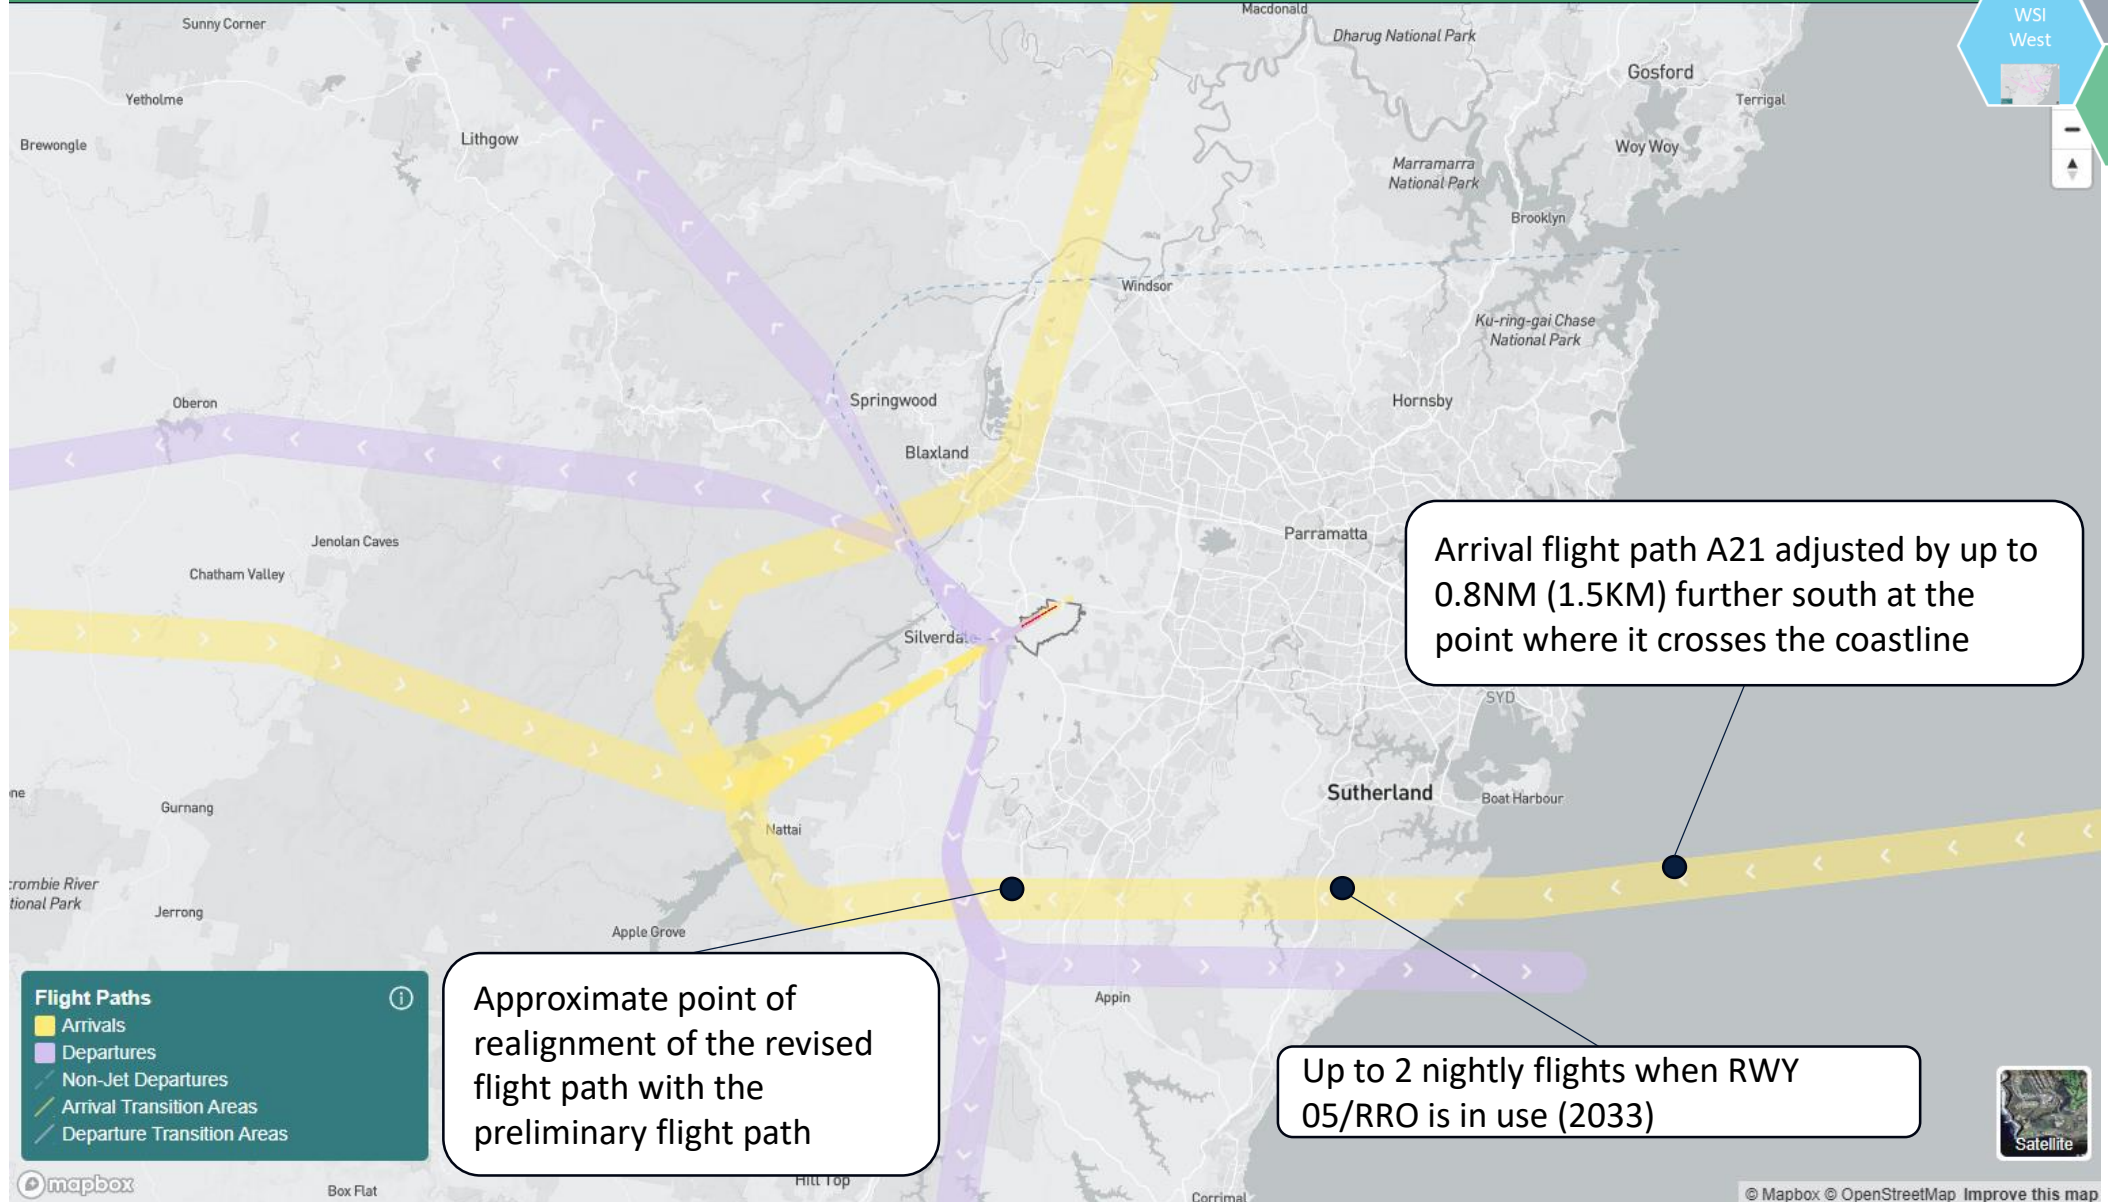 Sunny Corner
Macdonald
Dharug National Park
WSI
West
Gosford
Yetholme
Terrigal
Lithgow
Brewongle
Woy Woy
Marramarra
National Park
Brooklyn
Windsor
Ku-ring-gai Chase
National Park
Oberon
Springwood
Hornsby
Blaxland
Jenolan Caves
Parramatta
Chatham Valley
Arrival flight path A21 adjusted by up to
0.8NM (1.5KM) further south at the
point where it crosses the coastline
Silverdale
SYD
Sutherland
Boat Harbour
Gurnang
Nattai
crombie River
tional Park
Jerrong
Apple Grove
Appin
Flight Paths
Arrivals
Departures
Non-Jet Departures
Arrival Transition Areas
Departure Transition Areas
Approximate point of
realignment of the revised
flight path with the
preliminary flight path
Up to 2 nightly flights when RWY
05/RRO is in use (2033)
Satellite
mapbox
Box Flat
Hill Top
Corrimal
© Mapbox © OpenStreetMap Improve this map